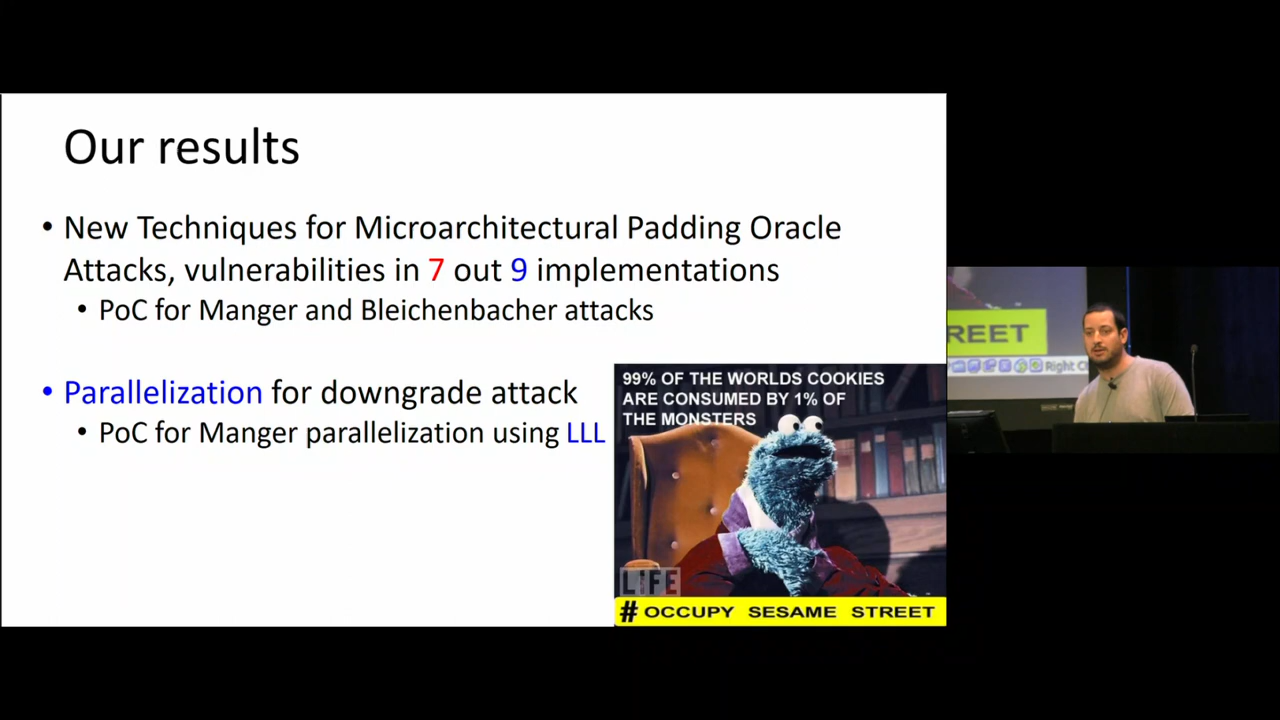 Our results
• New Techniques for Microarchitectural Padding Oracle
Attacks, vulnerabilities in 7 out 9 implementations
• PoC for Manger and Bleichenbacher attacks
• Parallelization for downgrade attack
• PoC for Manger parallelization using LLL
99% OF THE WORLDS COOKIES
ARE CONSUMED BY 1% OF
THE MONSTERS
LIFE
# OCCUPY SESAME STREET
REET
Right C